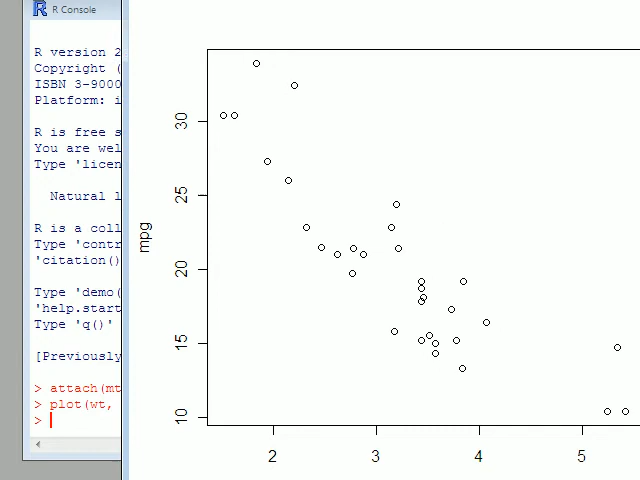 R Console
R version 2
Copyright (
ISBN 3-9000
Platform: i
R is free s
You are wel
Type 'licen
Natural l
R is a coll
Type 'contr
'citation()
Type 'demo(
'help.start
Type 'q()'
[Previously
> attach(mt
> plot(wt,
>
mpg
30
25
20
15
10
2 3 4 5